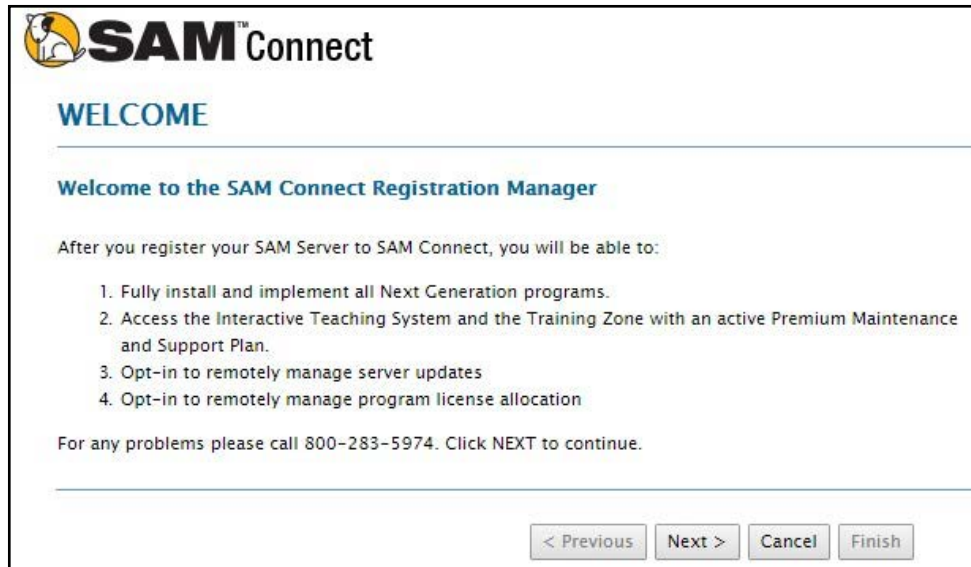 SAM™ Connect
WELCOME
Welcome to the SAM Connect Registration Manager
After you register your SAM Server to SAM Connect, you will be able to:
1. Fully install and implement all Next Generation programs.
2. Access the Interactive Teaching System and the Training Zone with an active Premium Maintenance
and Support Plan.
3. Opt-in to remotely manage server updates
4. Opt-in to remotely manage program license allocation
For any problems please call 800-283-5974. Click NEXT to continue.
< Previous Next > Cancel Finish